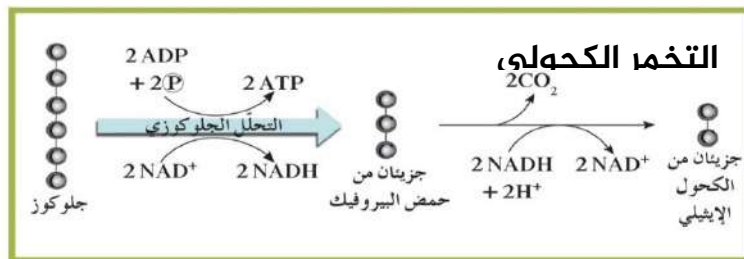 التخمر الكحولي
2 ADP
+ 2P
2 ATP
التحلّل الجلوكوزي
2 NAD⁺
2 NADH
جلوكوز
جزيئان من
حمض البيروفيك
2CO₂
2 NADH
+ 2H⁺
2 NAD⁺
جزيئان من
الكحول
الإيثيلي